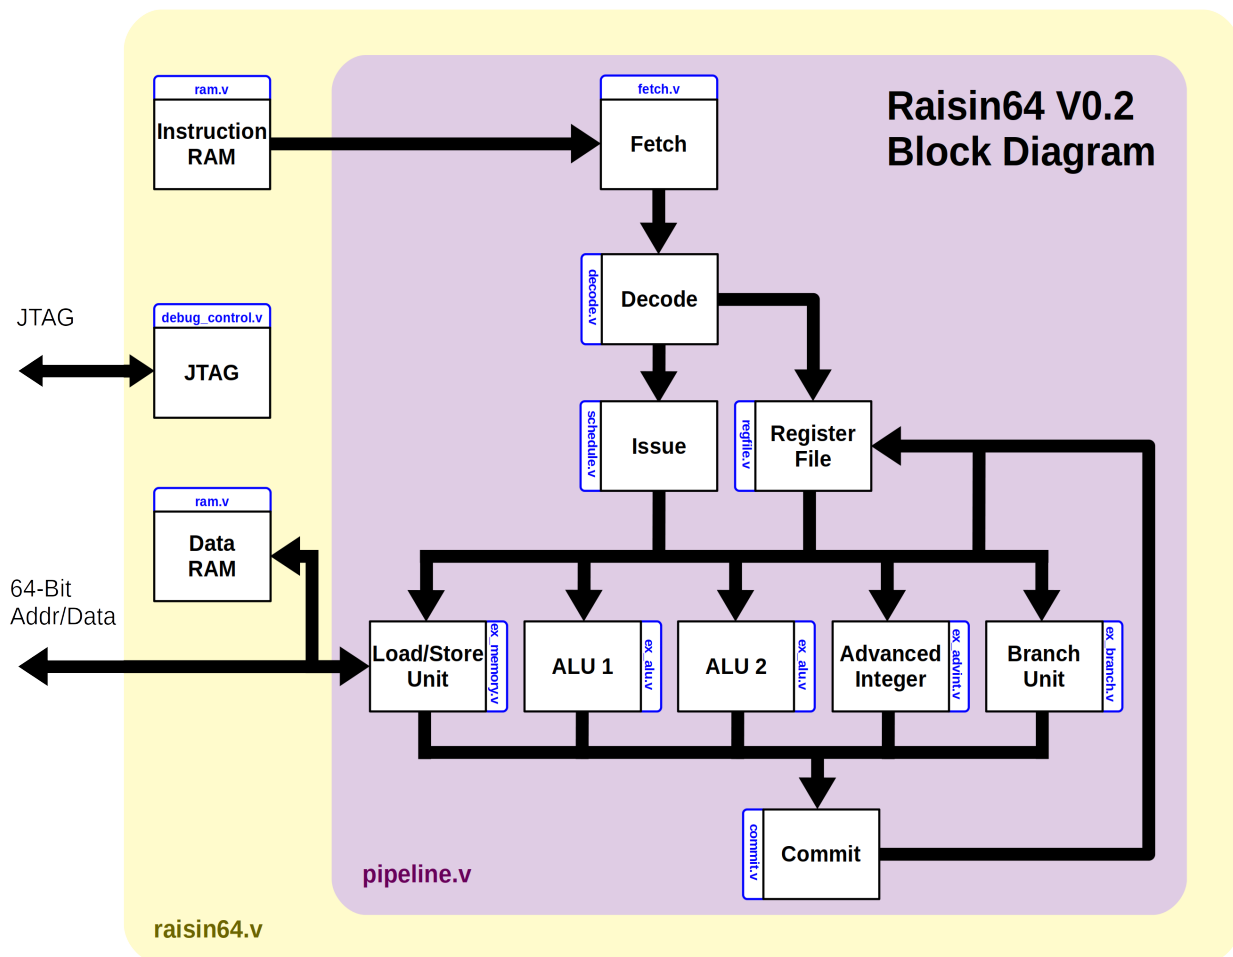 Raisin64 V0.2
Block Diagram
ram.v
Instruction
RAM
fetch.v
Fetch
decode.v
Decode
JTAG
debug_control.v
JTAG
schedule.v
Issue
regfile.v
Register
File
ram.v
Data
RAM
64-Bit
Addr/Data
Load/Store
Unit
ex_memory.v
ALU 1
ex_alu.v
ALU 2
ex_alu.v
Advanced
Integer
ex_advint.v
Branch
Unit
ex_branch.v
commit.v
Commit
pipeline.v
raisin64.v